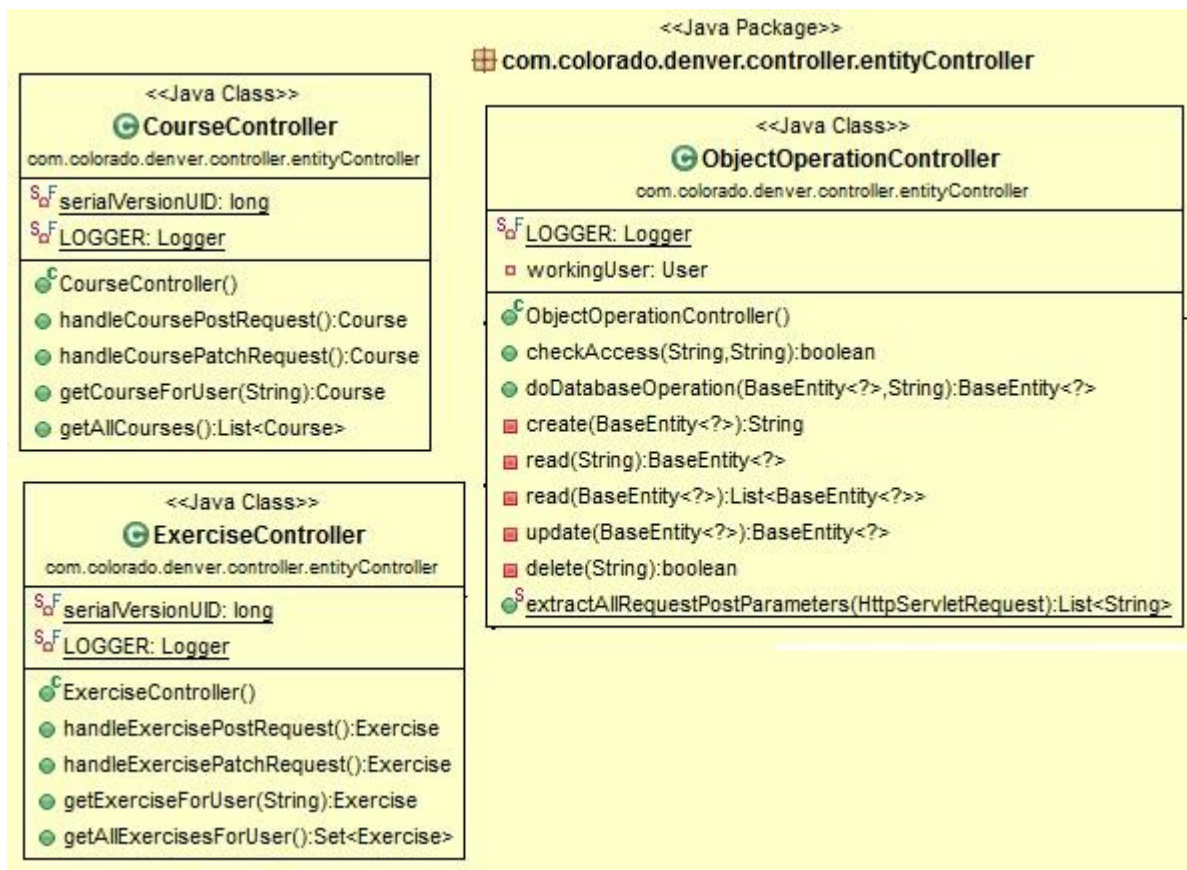 <<Java Package>>
com.colorado.denver.controller.entityController
<<Java Class>>
CourseController
com.colorado.denver.controller.entityController
serialVersionUID: long
LOGGER: Logger
CourseController()
handleCoursePostRequest():Course
handleCoursePatchRequest():Course
getCourseForUser(String):Course
getAllCourses():List<Course>
<<Java Class>>
ObjectOperationController
com.colorado.denver.controller.entityController
LOGGER: Logger
workingUser: User
ObjectOperationController()
checkAccess(String,String):boolean
doDatabaseOperation(BaseEntity<?>,String):BaseEntity<?>
create(BaseEntity<?>):String
read(String):BaseEntity<?>
read(BaseEntity<?>):List<BaseEntity<?>>
update(BaseEntity<?>):BaseEntity<?>
delete(String):boolean
extractAllRequestPostParameters(HttpServletRequest):List<String>
<<Java Class>>
ExerciseController
com.colorado.denver.controller.entityController
serialVersionUID: long
LOGGER: Logger
ExerciseController()
handleExercisePostRequest():Exercise
handleExercisePatchRequest():Exercise
getExerciseForUser(String):Exercise
getAllExercisesForUser():Set<Exercise>